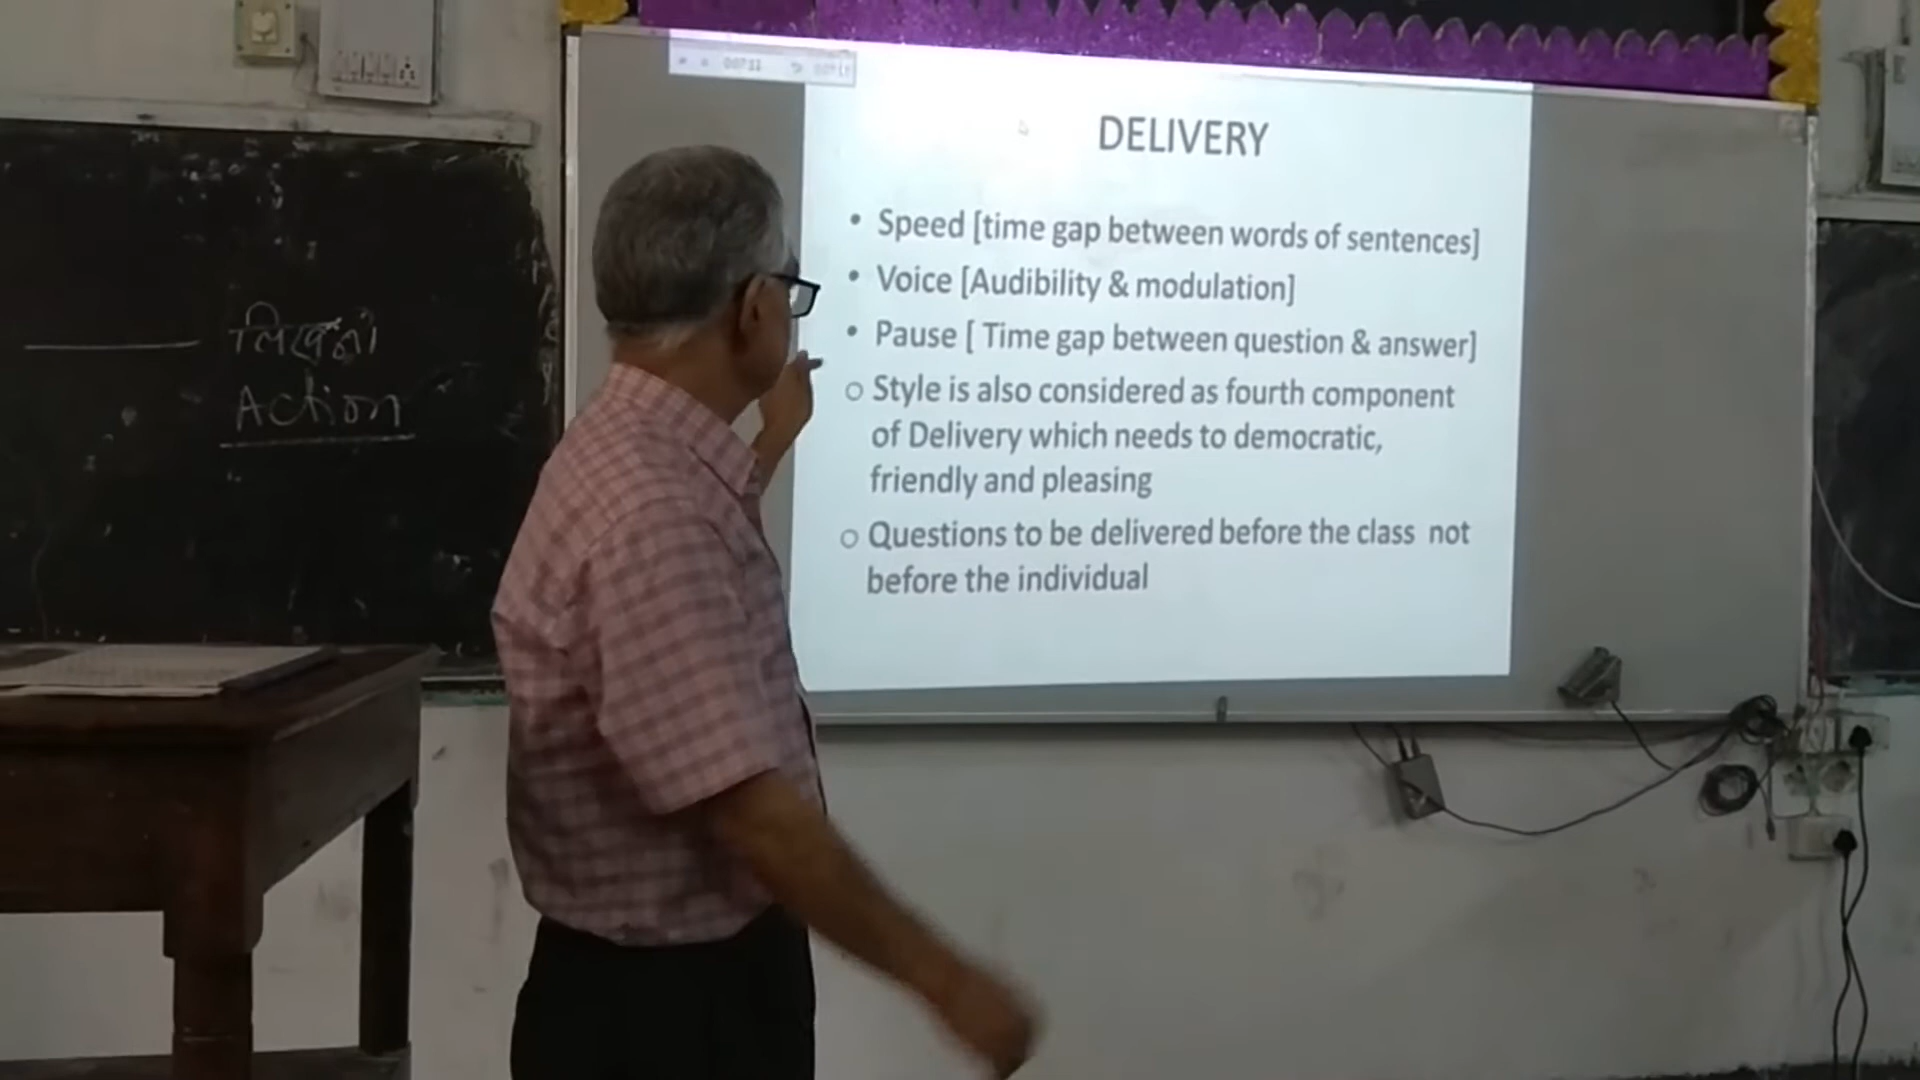 DELIVERY
• Speed [time gap between words of sentences]
• Voice [Audibility & modulation]
• Pause [ Time gap between question & answer]
○ Style is also considered as fourth component
of Delivery which needs to democratic,
friendly and pleasing
○ Questions to be delivered before the class not
before the individual
Action